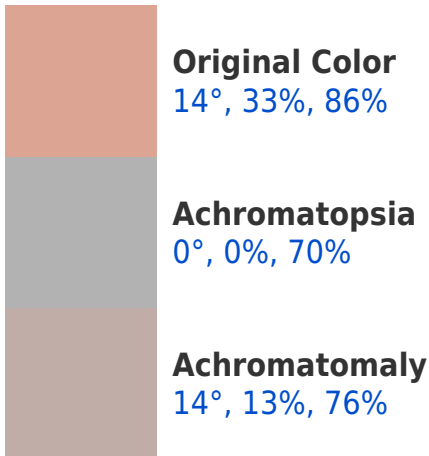 Original Color
14°, 33%, 86%
Achromatopsia
0°, 0%, 70%
Achromatomaly
14°, 13%, 76%